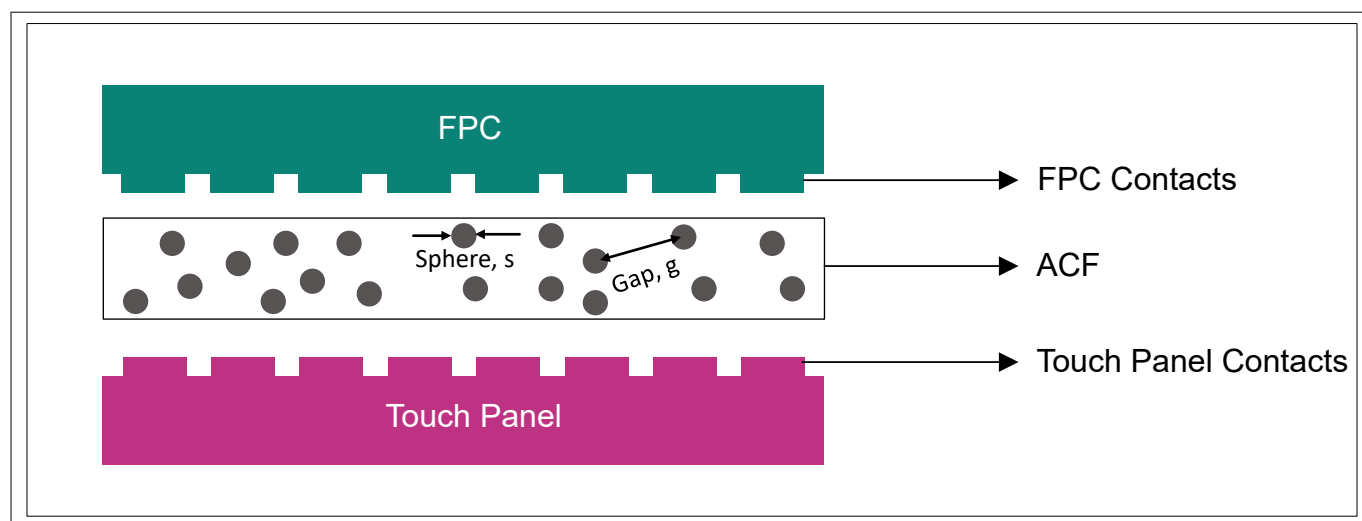 FPC
FPC Contacts
Sphere, s
Gap, g
ACF
Touch Panel Contacts
Touch Panel